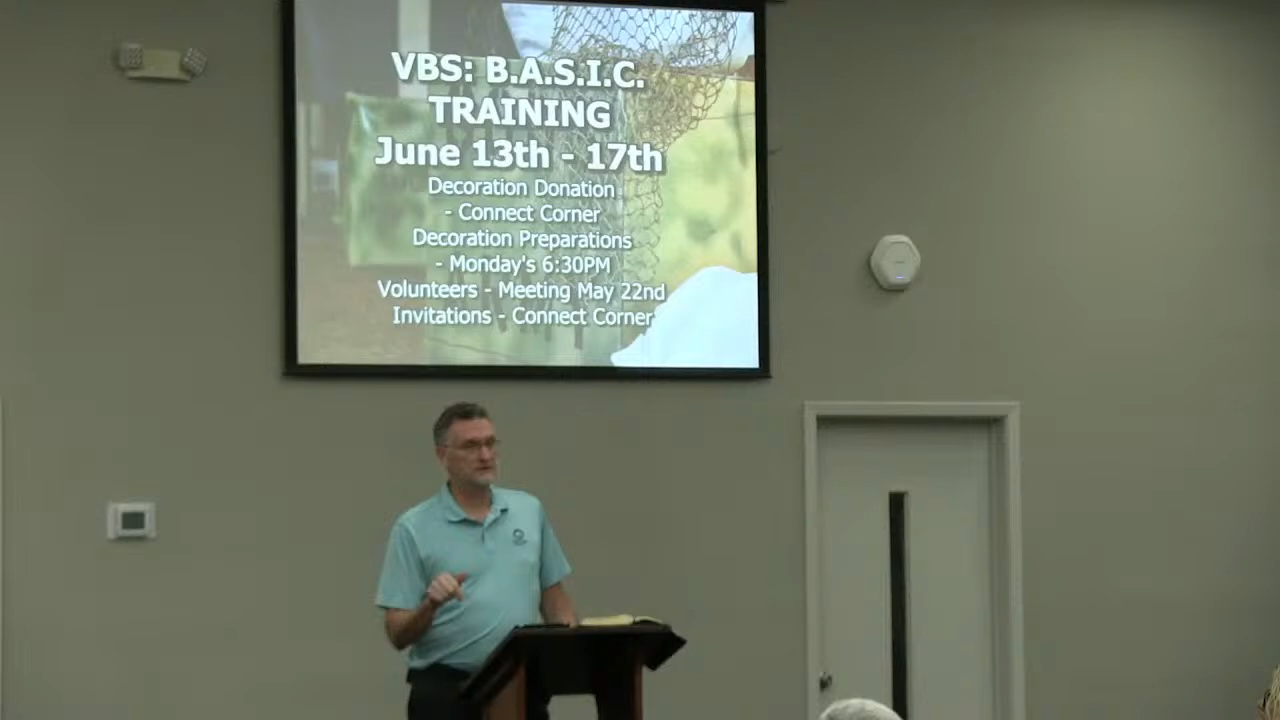 VBS: B.A.S.I.C.
TRAINING
June 13th - 17th
Decoration Donation
- Connect Corner
Decoration Preparations
- Monday's 6:30PM
Volunteers - Meeting May 22nd
Invitations - Connect Corner